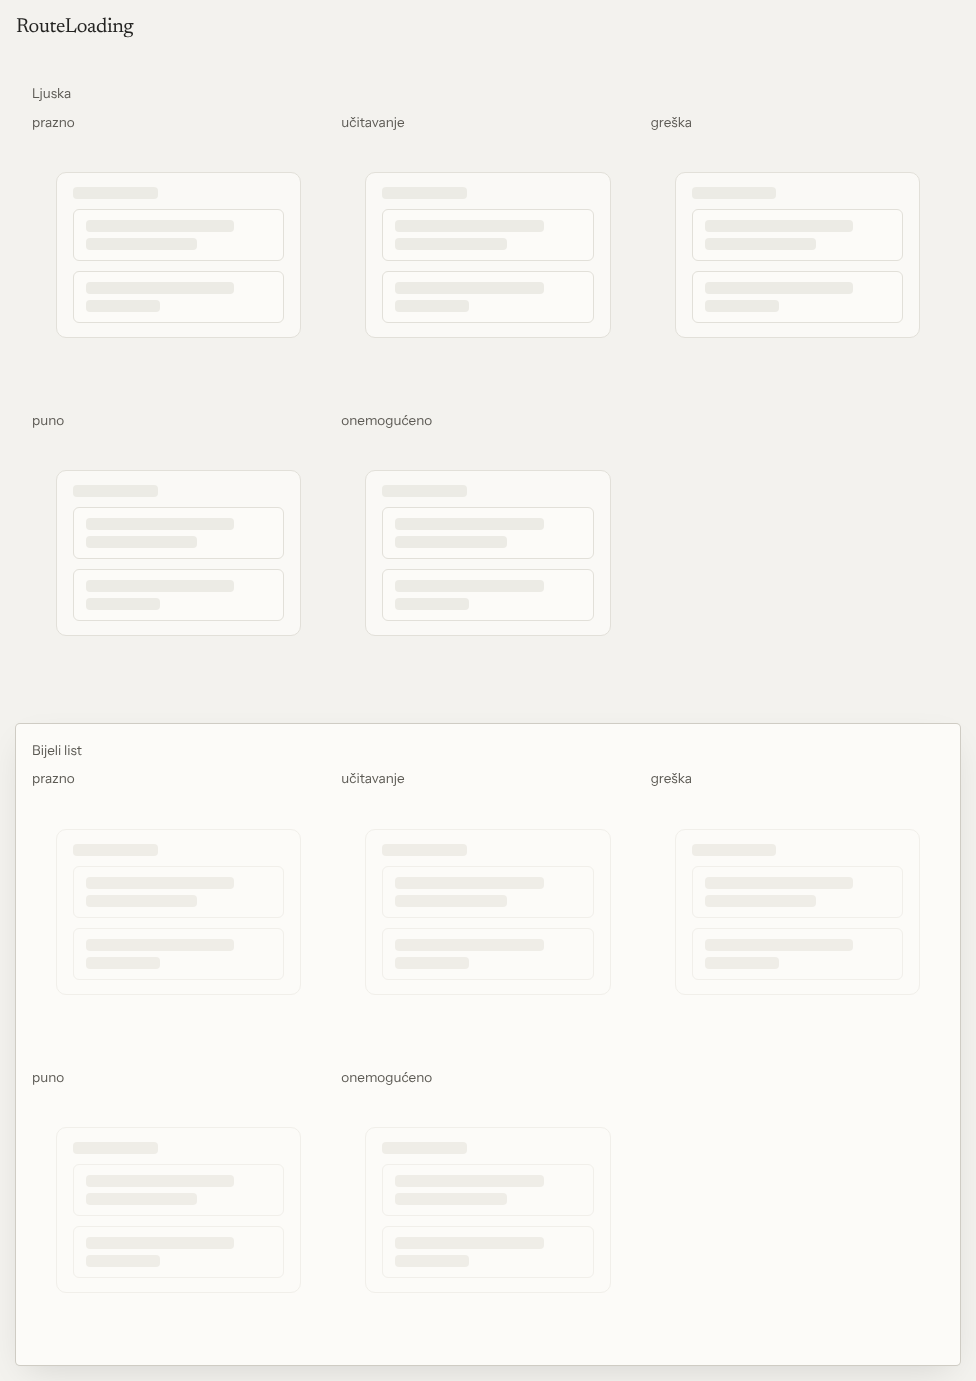 RouteLoading
Ljuska
prazno učitavanje greška
puno onemogućeno
Bijeli list
prazno učitavanje greška
puno onemogućeno